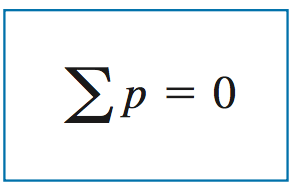 ∑p = 0